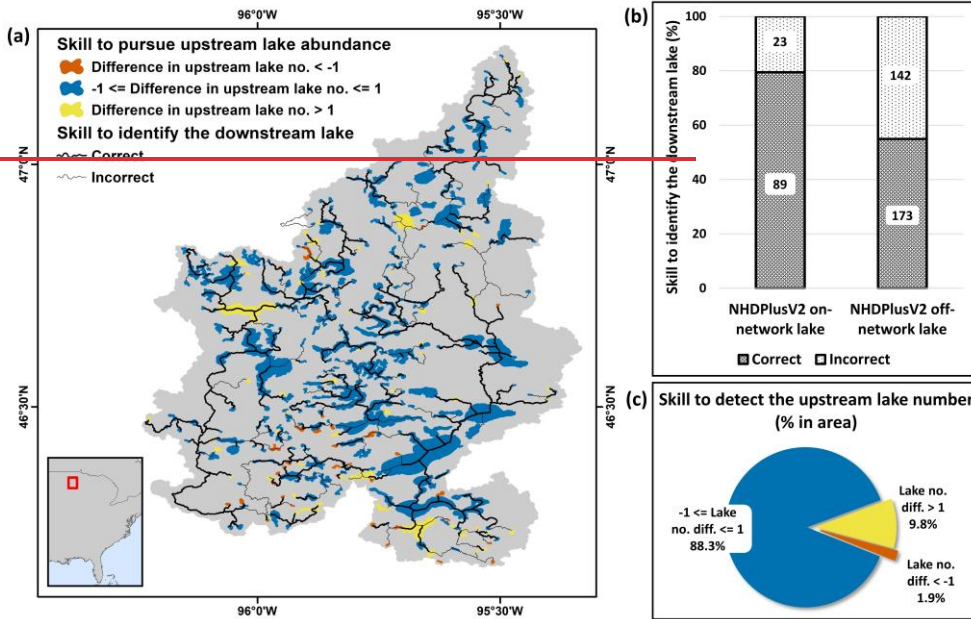 (a)
96°0'W
95°30'W
Skill to pursue upstream lake abundance
Difference in upstream lake no. < -1
-1 <= Difference in upstream lake no. <= 1
Difference in upstream lake no. > 1
Skill to identify the downstream lake
Correct
Incorrect
47°0'N
47°0'N
46°30'N
46°30'N
96°0'W
95°30'W
(b)
Skill to identify the downstream lake (%)
100
80
60
40
20
0
23
89
142
173
NHDPlusV2 on-
network lake
NHDPlusV2 off-
network lake
Correct
Incorrect
(c)
Skill to detect the upstream lake number
(% in area)
-1 <= Lake
no. diff. <= 1
88.3%
Lake no.
diff. > 1
9.8%
Lake no.
diff. < -1
1.9%